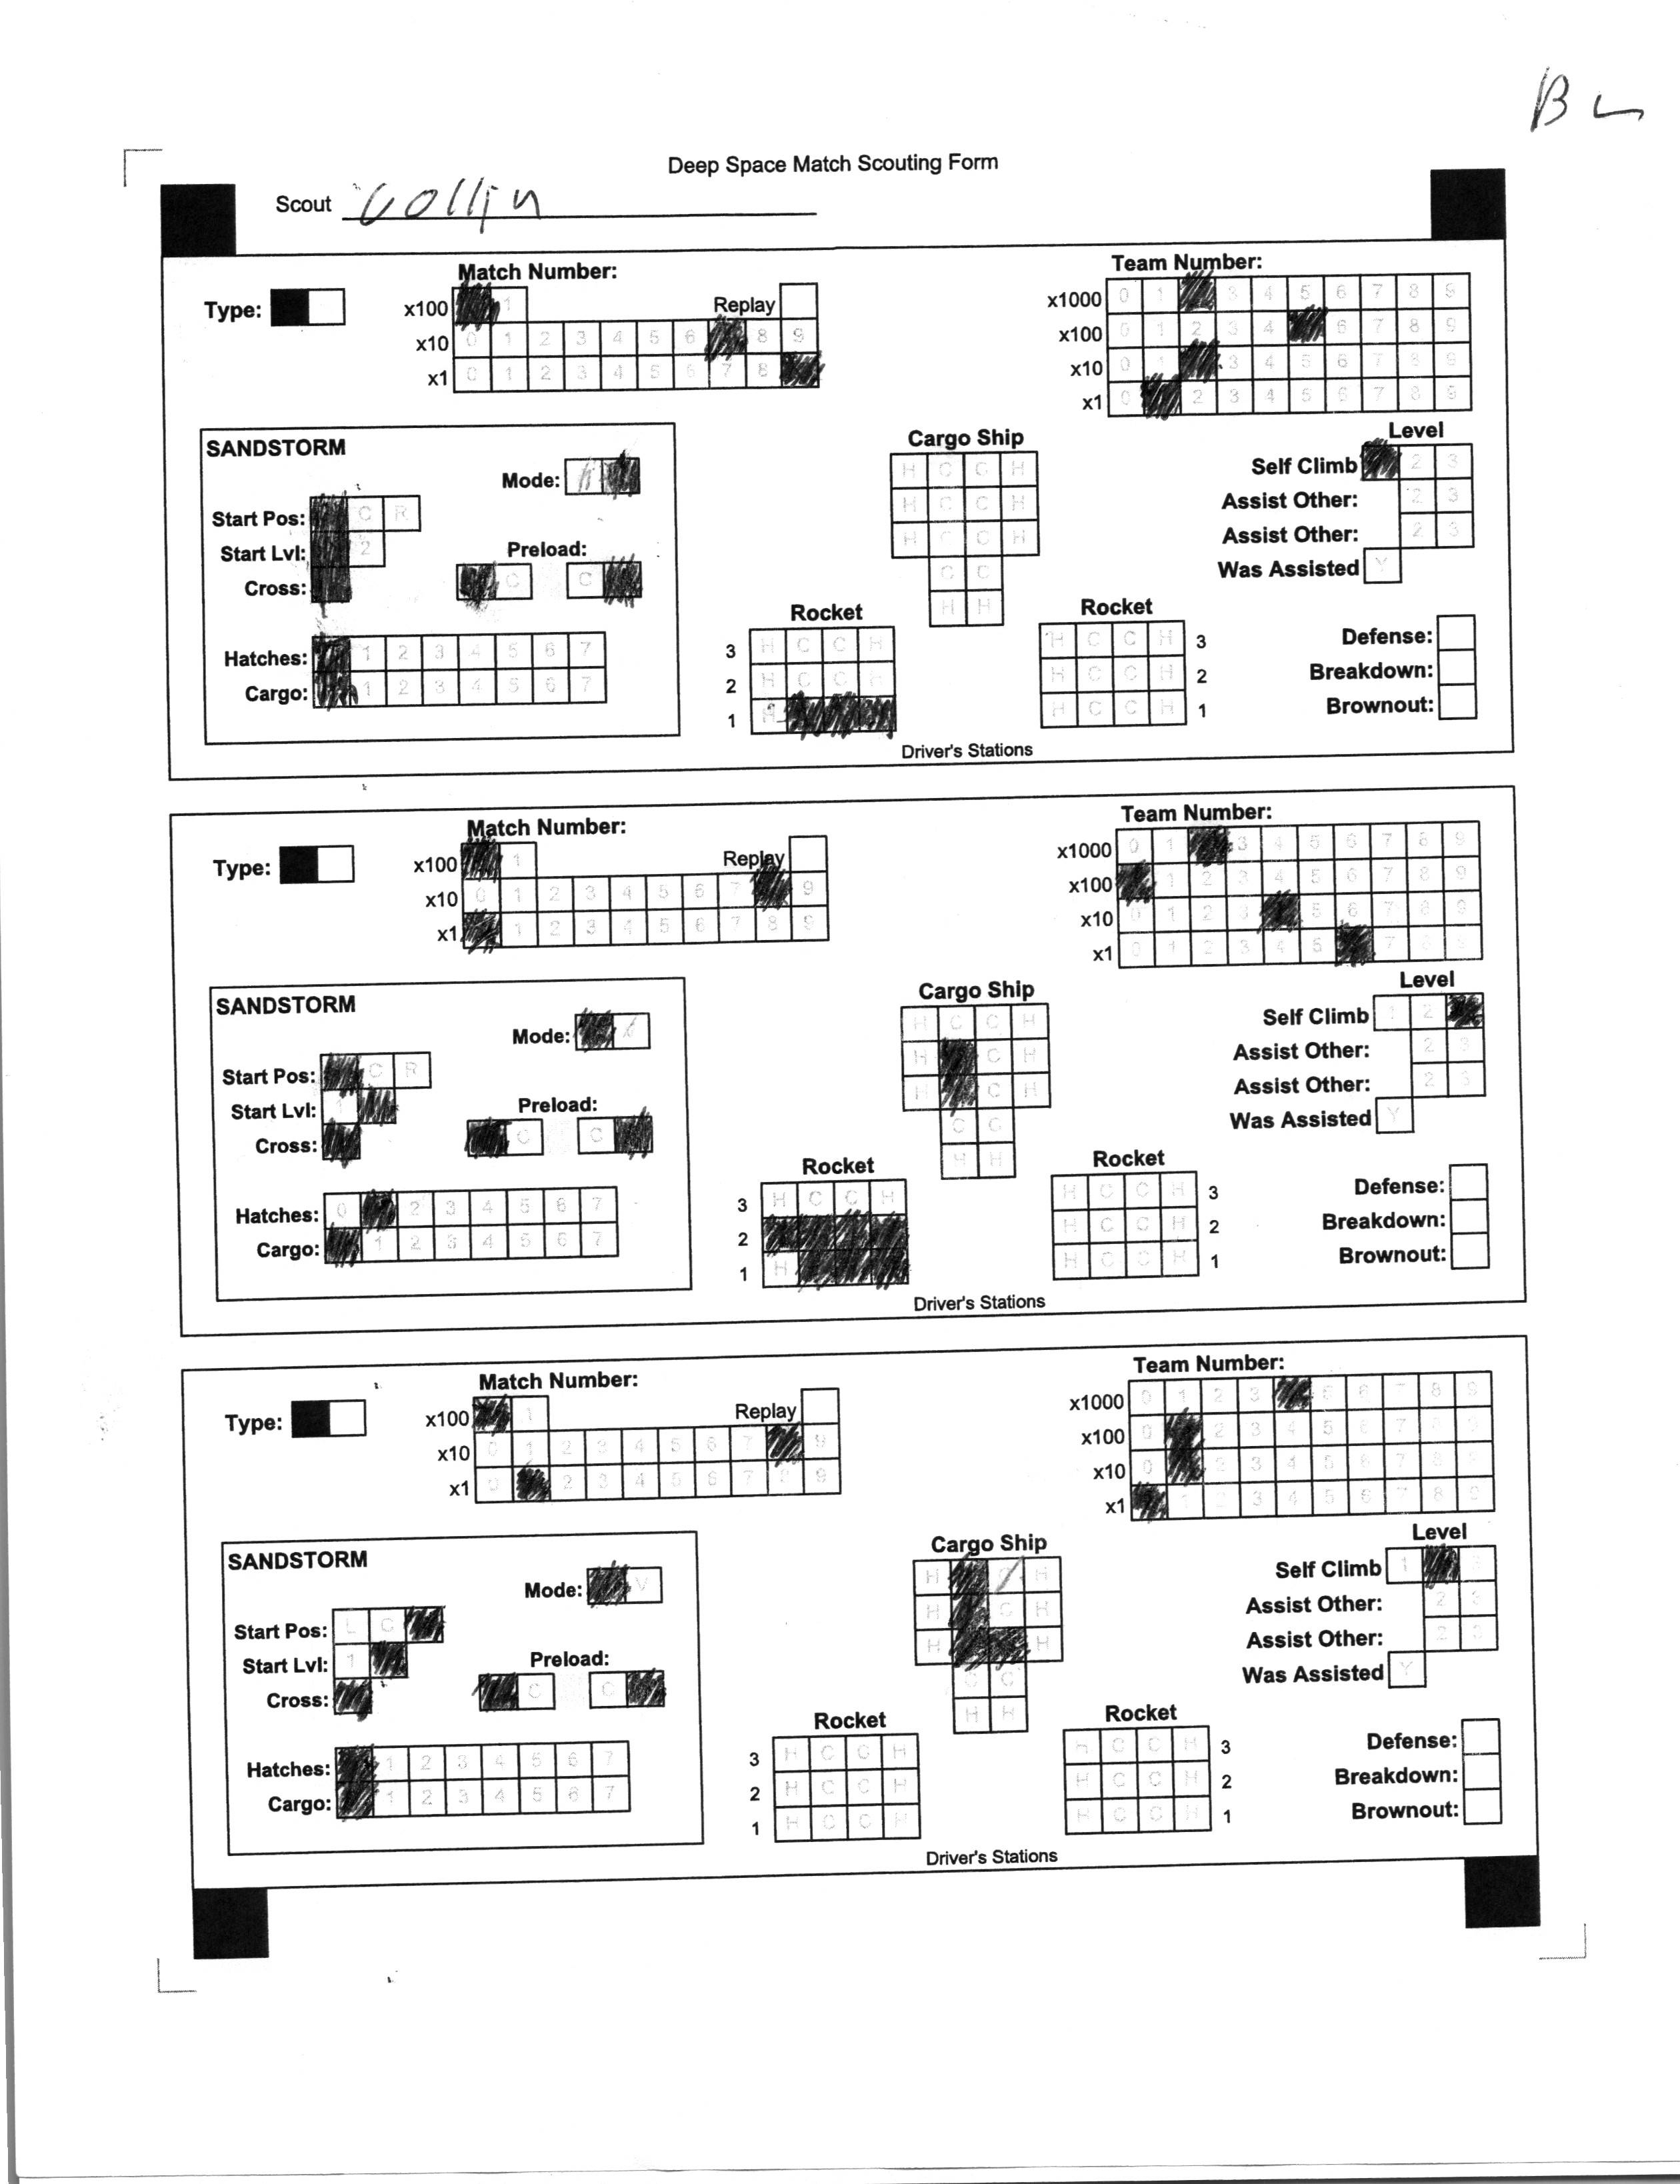 B L
Deep Space Match Scouting Form
Scout Collin
Match Number: Team Number:
Type: x100 1 Replay x1000 0 1 3 4 5 6 7 8 9
x10 0 1 2 3 4 5 6 8 9 x100 0 1 2 3 4 6 7 8 9
x1 0 1 2 3 4 5 6 7 8 x10 0 1 3 4 5 6 7 8 9
x1 0 2 3 4 5 6 7 8 9
SANDSTORM Cargo Ship Level
Mode: H C C H Self Climb 2 3
Start Pos: C R H C C H Assist Other: 2 3
Start Lvl: 2 Preload: H C C H Assist Other: 2 3
Cross: C C C C Was Assisted Y
H H
Rocket Rocket
Hatches: 1 2 3 4 5 6 7 3 H C C H H C C H 3 Defense:
Cargo: 1 2 3 4 5 6 7 2 H C C H H C C H 2 Breakdown:
1 H H C C H 1 Brownout:
Driver's Stations
Match Number: Team Number:
Type: x100 1 Replay x1000 0 1 3 4 5 6 7 8 9
x10 0 1 2 3 4 5 6 7 9 x100 1 2 3 4 5 6 7 8 9
x1 1 2 3 4 5 6 7 8 9 x10 0 1 2 3 5 6 7 8 9
x1 0 1 2 3 4 5 7 8 9
SANDSTORM Cargo Ship Level
Mode: H C C H Self Climb 1 2
Start Pos: C R H C H Assist Other: 2 3
Start Lvl: 1 Preload: H C H Assist Other: 2 3
Cross: C C C C Was Assisted Y
H H
Rocket Rocket
Hatches: 0 2 3 4 5 6 7 3 H C C H H C C H 3 Defense:
Cargo: 1 2 3 4 5 6 7 2 H C C H 2 Breakdown:
1 H H C C H 1 Brownout:
Driver's Stations
Match Number: Team Number:
Type: x100 1 Replay x1000 0 1 2 3 5 6 7 8 9
x10 0 1 2 3 4 5 6 7 9 x100 0 2 3 4 5 6 7 8 9
x1 0 2 3 4 5 6 7 8 9 x10 0 2 3 4 5 6 7 8 9
x1 1 2 3 4 5 6 7 8 9
SANDSTORM Cargo Ship Level
Mode: V H H Self Climb 1 3
Start Pos: L C H C H Assist Other: 2 3
Start Lvl: 1 Preload: H H Assist Other: 2 3
Cross: C C C C Was Assisted Y
H H
Rocket Rocket
Hatches: 1 2 3 4 5 6 7 3 H C C H H C C H 3 Defense:
Cargo: 1 2 3 4 5 6 7 2 H C C H H C C H 2 Breakdown:
1 H C C H H C C H 1 Brownout:
Driver's Stations